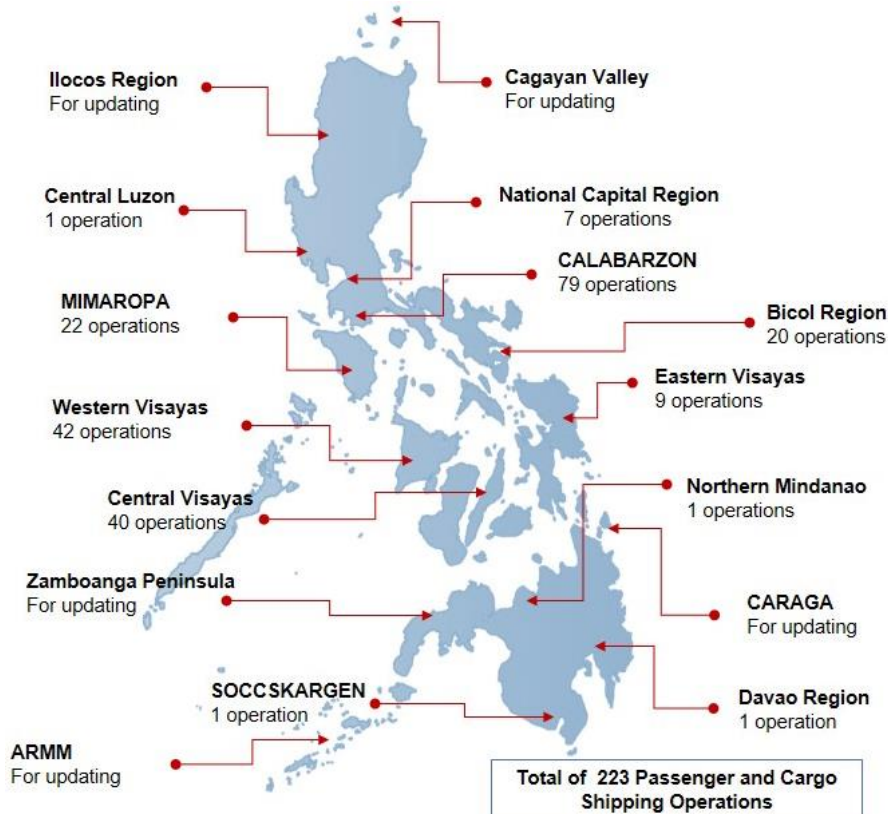 Ilocos Region
For updating
Cagayan Valley
For updating
Central Luzon
1 operation
National Capital Region
7 operations
CALABARZON
79 operations
MIMAROPA
22 operations
Bicol Region
20 operations
Eastern Visayas
9 operations
Western Visayas
42 operations
Northern Mindanao
1 operations
Central Visayas
40 operations
Zamboanga Peninsula
For updating
CARAGA
For updating
SOCCSKARGEN
1 operation
Davao Region
1 operation
ARMM
For updating
Total of 223 Passenger and Cargo
Shipping Operations